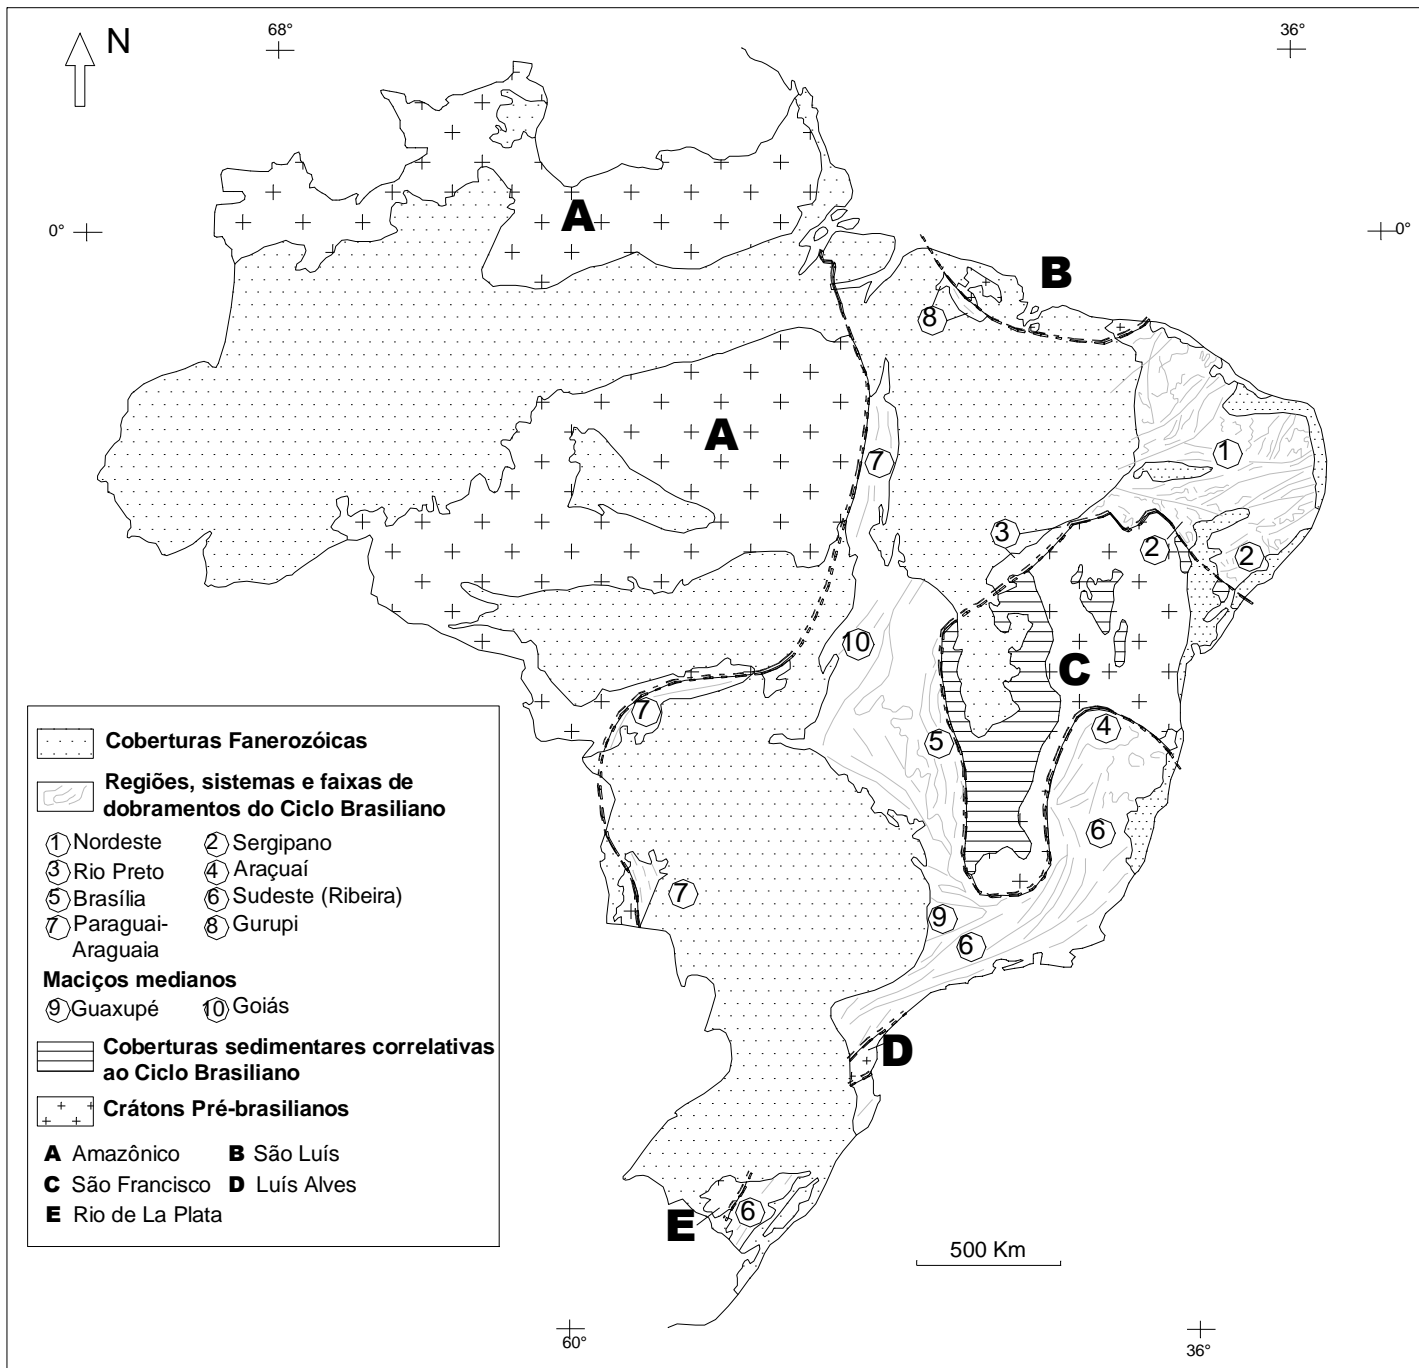 68°
36°
N
A
0°
0°
B
8
A
1
7
3
2
2
10
C
7
4
5
6
7
9
6
D
E
6
500 Km
60°
36°
Coberturas Fanerozóicas
Regiões, sistemas e faixas de
dobramentos do Ciclo Brasiliano
1 Nordeste 2 Sergipano
3 Rio Preto 4 Araçuaí
5 Brasília 6 Sudeste (Ribeira)
7 Paraguai- 8 Gurupi
Araguaia
Maciços medianos
9 Guaxupé 10 Goiás
Coberturas sedimentares correlativas
ao Ciclo Brasiliano
Crátons Pré-brasilianos
A Amazônico B São Luís
C São Francisco D Luís Alves
E Rio de La Plata